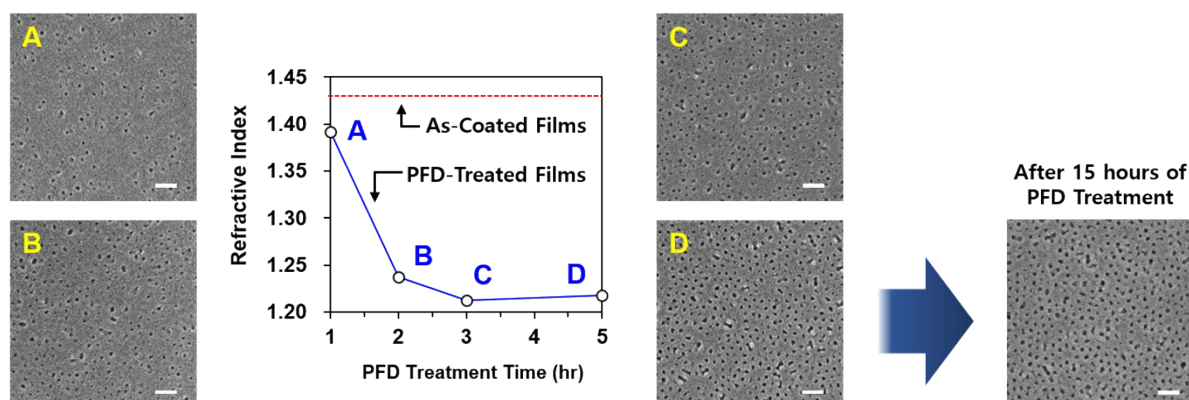 A
B
1.45
1.40
1.35
1.30
1.25
1.20
Refractive Index
As-Coated Films
A
PFD-Treated Films
B
C
D
1
2
3
4
5
PFD Treatment Time (hr)
C
D
After 15 hours of
PFD Treatment